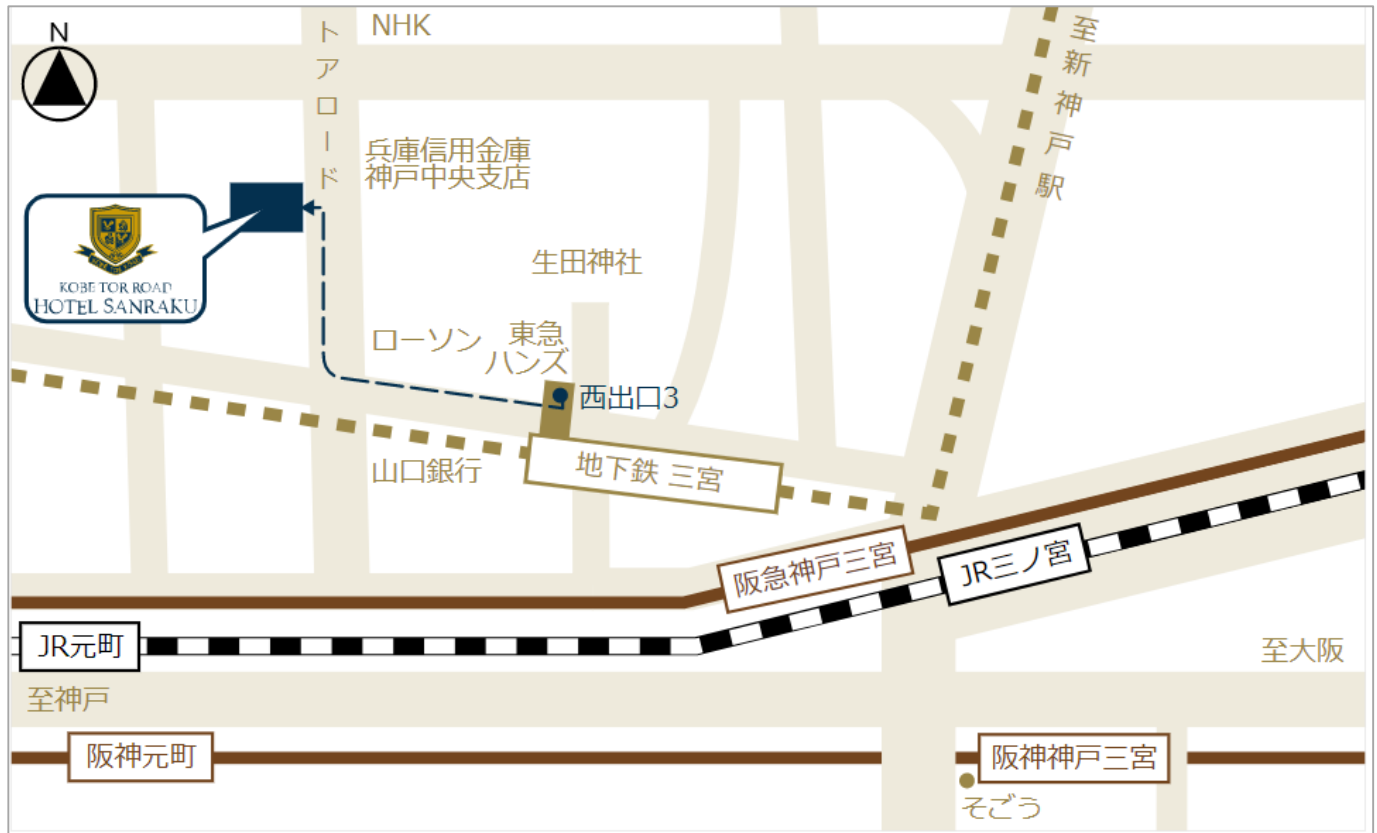 N
NHK
トアロード
至新神戸駅
兵庫信用金庫
神戸中央支店
KOBE TOR ROAD
HOTEL SANRAKU
生田神社
ローソン
東急
ハンズ
西出口3
山口銀行
地下鉄 三宮
阪急神戸三宮
JR三ノ宮
JR元町
至大阪
至神戸
阪神元町
阪神神戸三宮
そごう